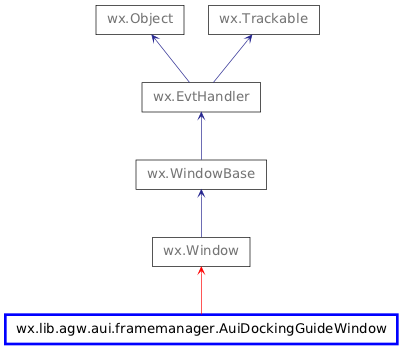 wx.Object
wx.Trackable
wx.EvtHandler
wx.WindowBase
wx.Window
wx.lib.agw.aui.framemanager.AuiDockingGuideWindow